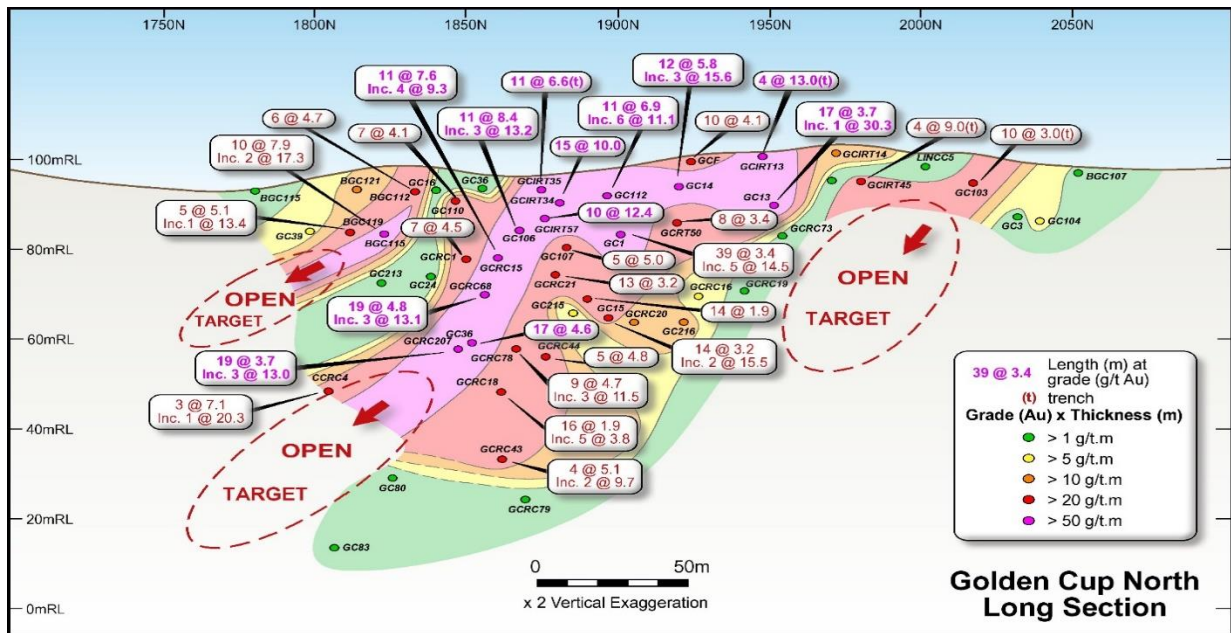 1750N 1800N 1850N 1900N 1950N 2000N 2050N
100mRL
80mRL
60mRL
40mRL
20mRL
0mRL
11 @ 7.6
Inc. 4 @ 9.3
11 @ 6.6(t)
12 @ 5.8
Inc. 3 @ 15.6
4 @ 13.0(t)
6 @ 4.7
11 @ 8.4
Inc. 3 @ 13.2
11 @ 6.9
Inc. 6 @ 11.1
10 @ 4.1
17 @ 3.7
Inc. 1 @ 30.3
4 @ 9.0(t)
10 @ 3.0(t)
7 @ 4.1
10 @ 7.9
Inc. 2 @ 17.3
15 @ 10.0
5 @ 5.1
Inc.1 @ 13.4
7 @ 4.5
10 @ 12.4
8 @ 3.4
5 @ 5.0
39 @ 3.4
Inc. 5 @ 14.5
13 @ 3.2
14 @ 1.9
19 @ 4.8
Inc. 3 @ 13.1
17 @ 4.6
5 @ 4.8
14 @ 3.2
Inc. 2 @ 15.5
19 @ 3.7
Inc. 3 @ 13.0
9 @ 4.7
Inc. 3 @ 11.5
3 @ 7.1
Inc. 1 @ 20.3
16 @ 1.9
Inc. 5 @ 3.8
4 @ 5.1
Inc. 2 @ 9.7
BGC115
BGC121
BGC112
GC16
GC36
GC110
GCIRT35
GCIRT34
GC112
GCF
GC14
GCIRT13
GC13
GCIRT14
GCIRT45
LINCC5
GC103
BGC107
GC3
GC104
GC39
BGC119
BGC115
GC106
GCIRT57
GC1
GCRT50
GCRC73
GCRC1
GCRC15
GC107
GC213
GC24
GCRC68
GCRC21
GCRC16
GCRC19
GC215
GC15
GCRC20
GC216
GC36
GCRC207
GCRC78
GCRC44
CCRC4
GCRC18
GCRC43
GC80
GCRC79
GC83
OPEN
TARGET
OPEN
TARGET
OPEN
TARGET
39 @ 3.4 Length (m) at
grade (g/t Au)
(t) trench
Grade (Au) x Thickness (m)
> 1 g/t.m
> 5 g/t.m
> 10 g/t.m
> 20 g/t.m
> 50 g/t.m
0 50m
x 2 Vertical Exaggeration
Golden Cup North
Long Section